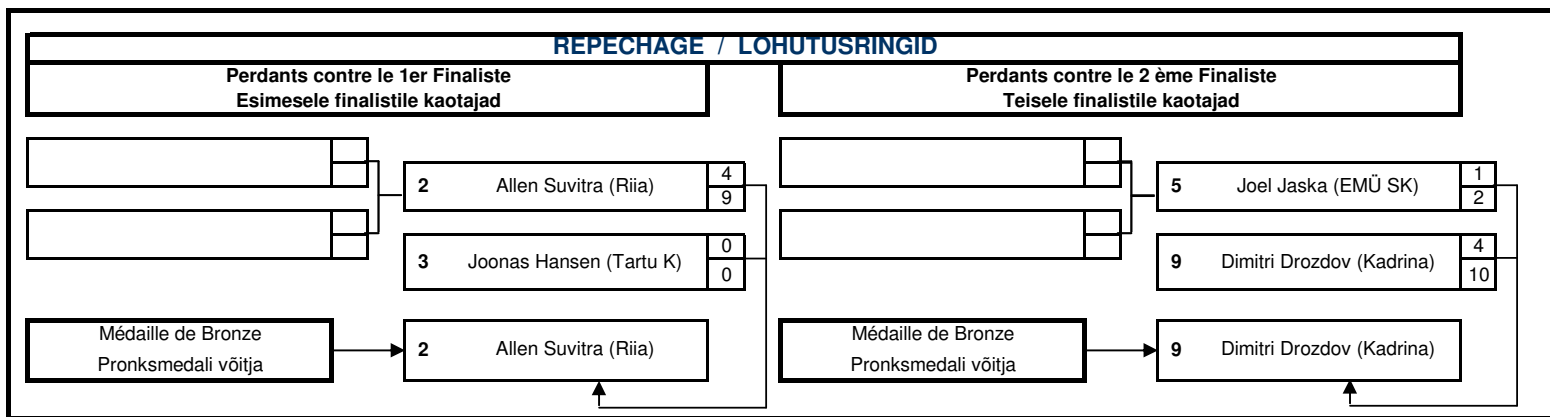 REPECHAGE / LOHUTUSRINGID
Perdants contre le 1er Finaliste
Esimesele finalistile kaotajad
Perdants contre le 2 ème Finaliste
Teisele finalistile kaotajad
2 Allen Suvitra (Riia) 4
9
3 Joonas Hansen (Tartu K) 0
0
Médaille de Bronze
Pronksmedali võitja
2 Allen Suvitra (Riia)
5 Joel Jaska (EMÜ SK) 1
2
9 Dimitri Drozdov (Kadrina) 4
10
Médaille de Bronze
Pronksmedali võitja
9 Dimitri Drozdov (Kadrina)